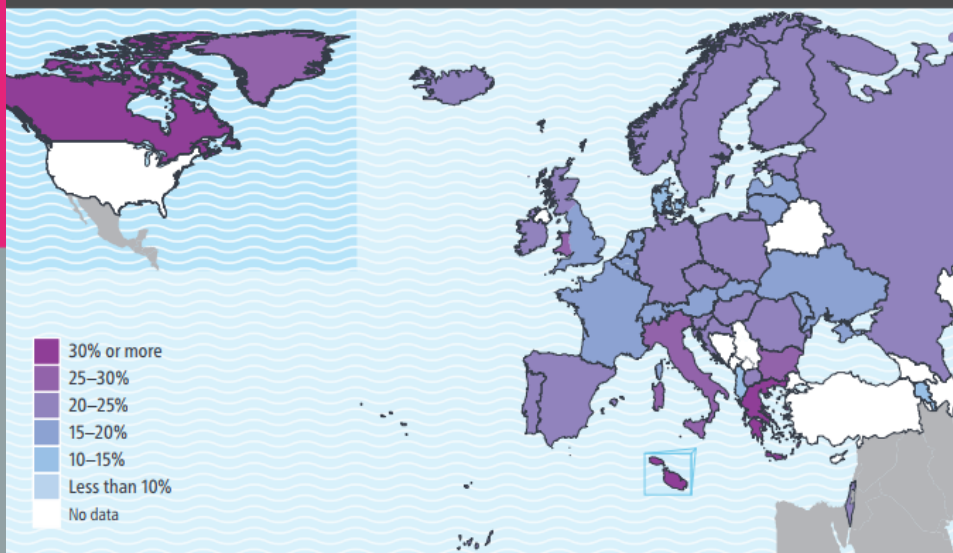 30% or more
25–30%
20–25%
15–20%
10–15%
Less than 10%
No data